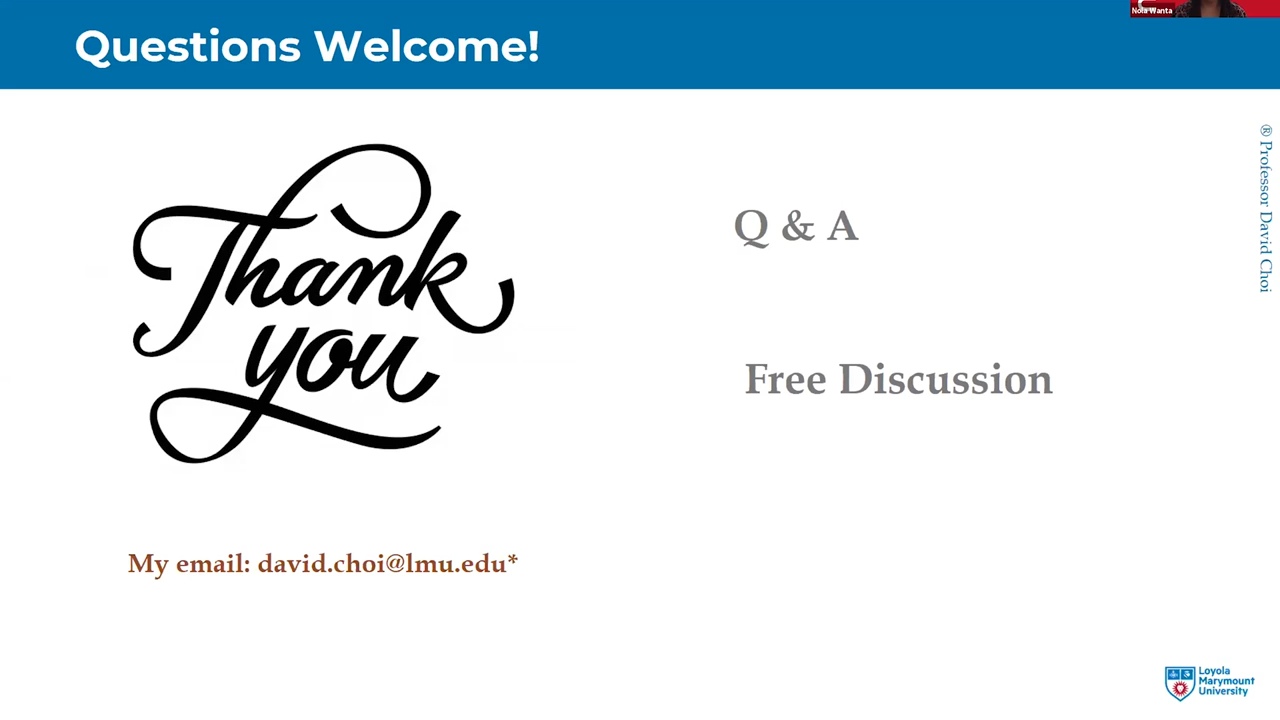 Questions Welcome!
Nola Wanta
Thank
you
Q & A
Free Discussion
® Professor David Choi
My email: david.choi@lmu.edu*
Loyola
Marymount
University